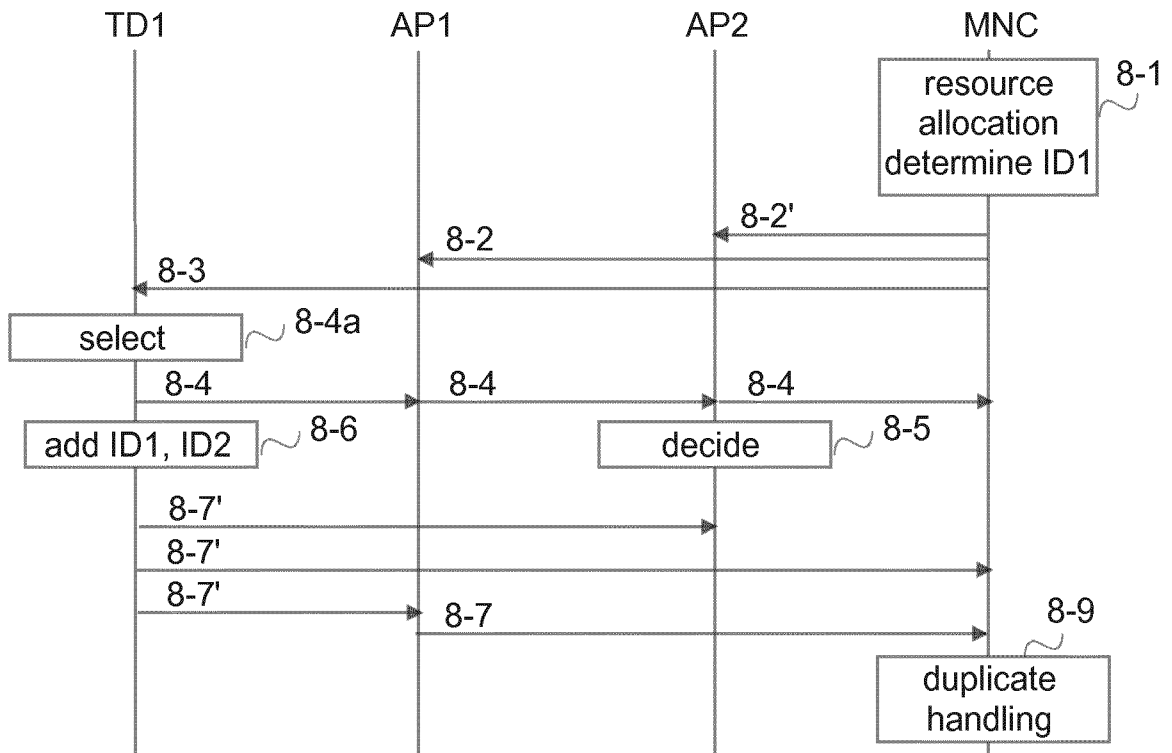 TD1 AP1 AP2 MNC
resource
allocation
determine ID1
8-1
8-2'
8-2
8-3
select
8-4a
8-4 8-4 8-4
add ID1, ID2
8-6
decide
8-5
8-7'
8-7'
8-7'
8-7
8-9
duplicate
handling